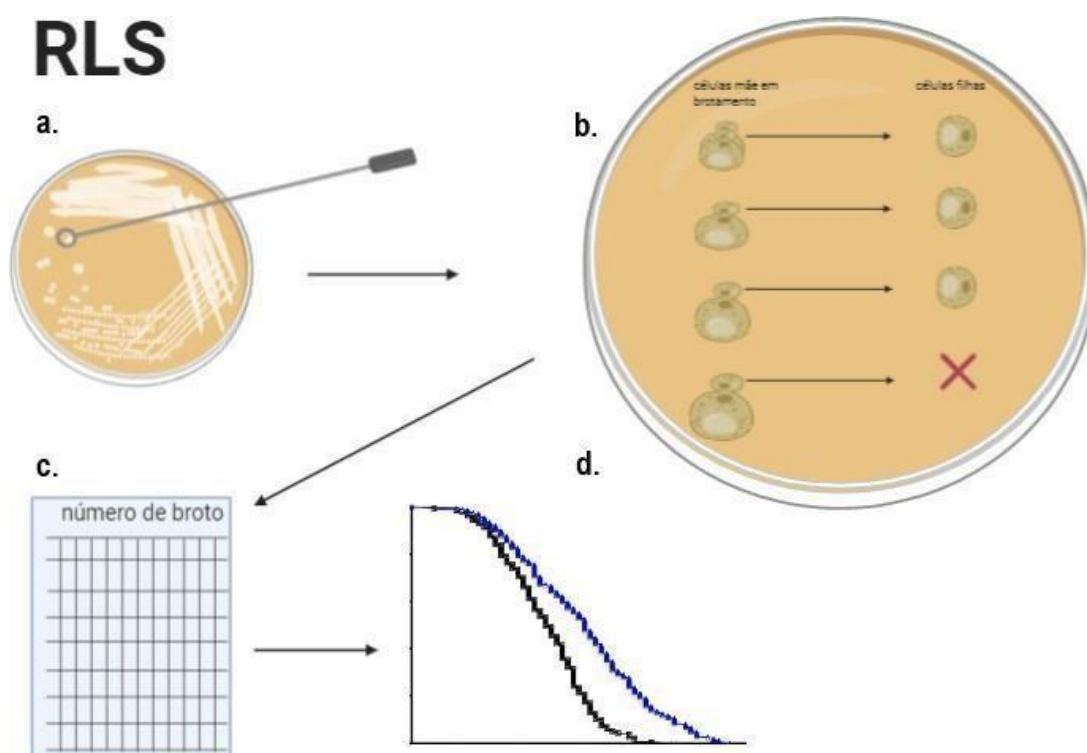 RLS
a.
b.
células mãe em
brotamento
células filhas
c.
d.
número de broto